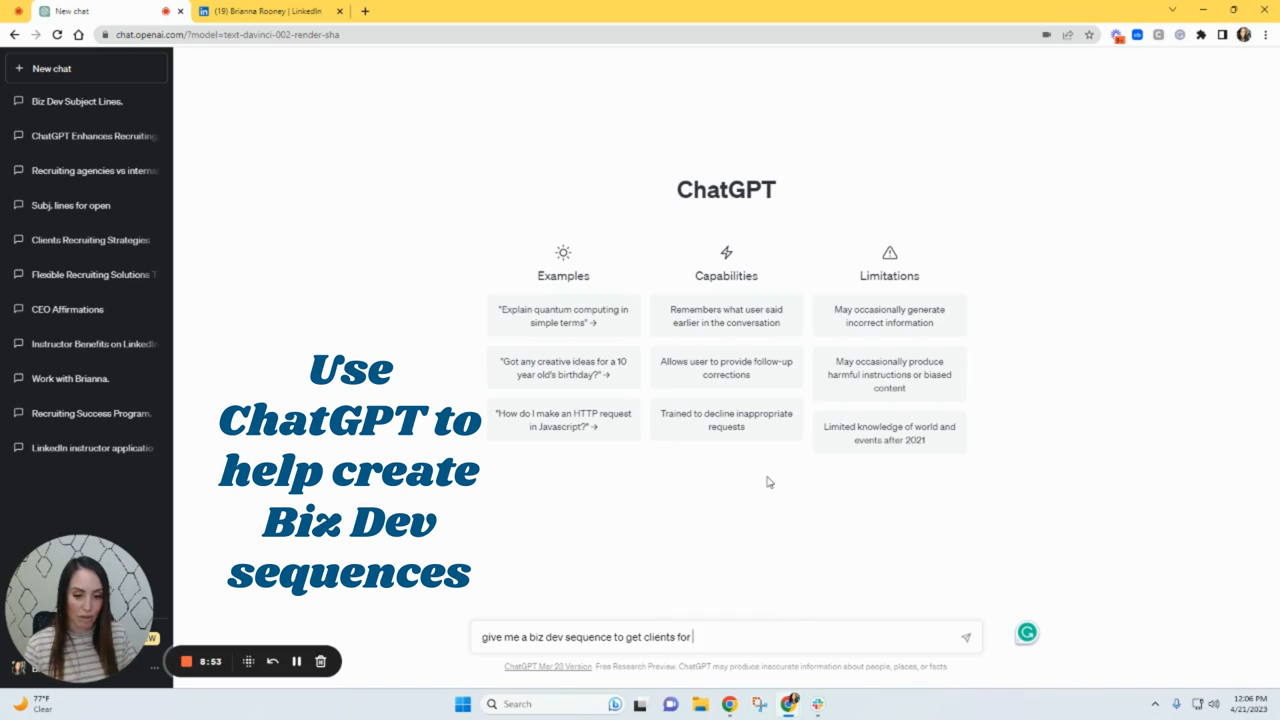 New chat
(19) Brianna Rooney | LinkedIn
chat.openai.com/?model=text-davinci-002-render-sha
9+
New chat
Biz Dev Subject Lines.
ChatGPT Enhances Recruiting
Recruiting agencies vs interna
Subj. lines for open
Clients Recruiting Strategies
Flexible Recruiting Solutions T
CEO Affirmations
Instructor Benefits on LinkedIn
Work with Brianna.
Recruiting Success Program.
LinkedIn instructor applicatio
ChatGPT
Examples
Capabilities
Limitations
"Explain quantum computing in
simple terms" →
Remembers what user said
earlier in the conversation
May occasionally generate
incorrect information
"Got any creative ideas for a 10
year old's birthday?" →
Allows user to provide follow-up
corrections
May occasionally produce
harmful instructions or biased
content
"How do I make an HTTP request
in Javascript?" →
Trained to decline inappropriate
requests
Limited knowledge of world and
events after 2021
Use
ChatGPT to
help create
Biz Dev
sequences
give me a biz dev sequence to get clients for
ChatGPT Mar 23 Version. Free Research Preview. ChatGPT may produce inaccurate information about people, places, or facts.
8:53
77°F
Clear
Search
12:06 PM
4/21/2023